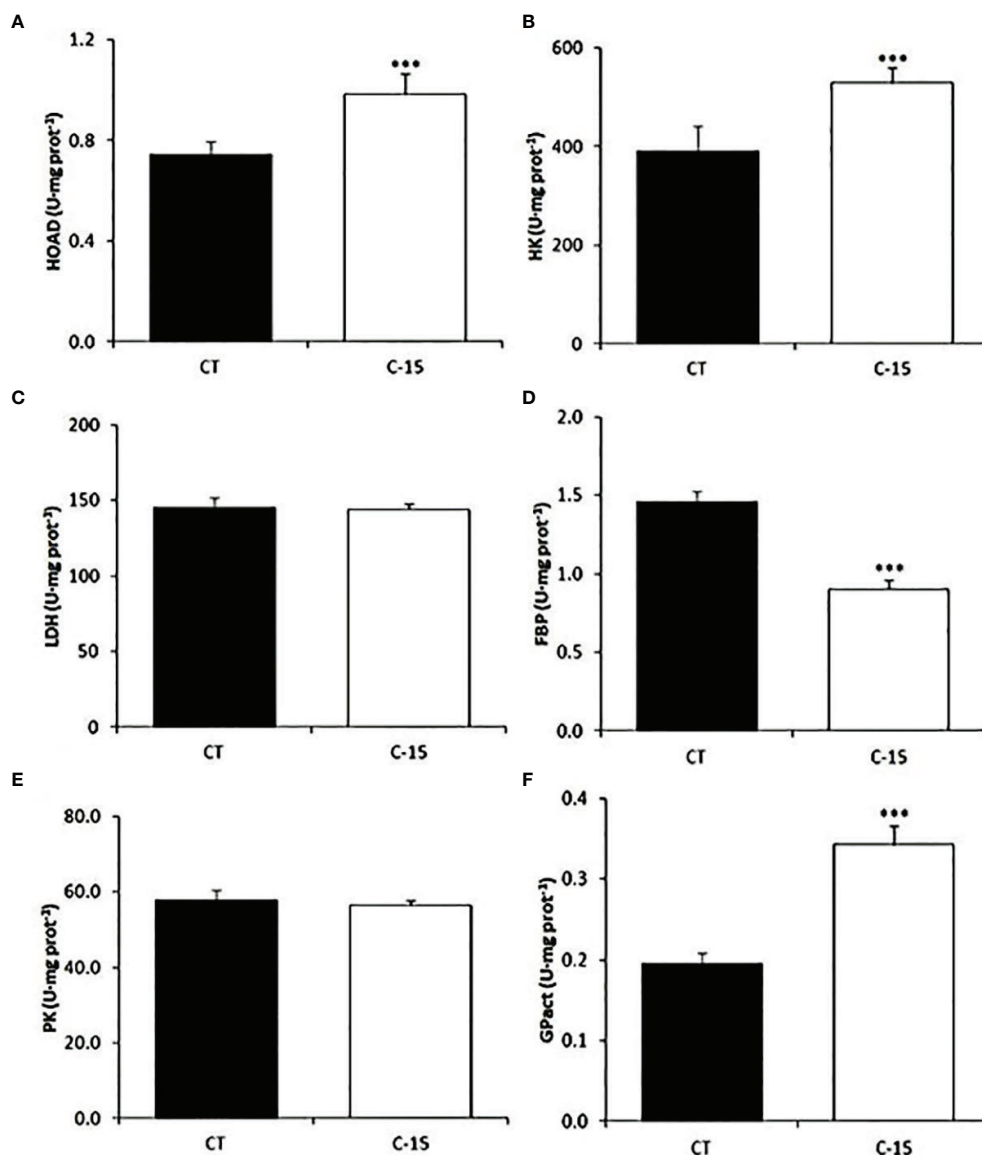 A
HOAD (U·mg prot⁻¹)
1.2
0.8
0.4
0.0
***
CT
C-15
B
HK (U·mg prot⁻¹)
600
400
200
0
***
CT
C-15
C
LDH (U·mg prot⁻¹)
200
150
100
50
0
CT
C-15
D
FBP (U·mg prot⁻¹)
2.0
1.5
1.0
0.5
0.0
***
CT
C-15
E
PK (U·mg prot⁻¹)
80.0
60.0
40.0
20.0
0.0
CT
C-15
F
GPact (U·mg prot⁻¹)
0.4
0.3
0.2
0.1
0.0
***
CT
C-15